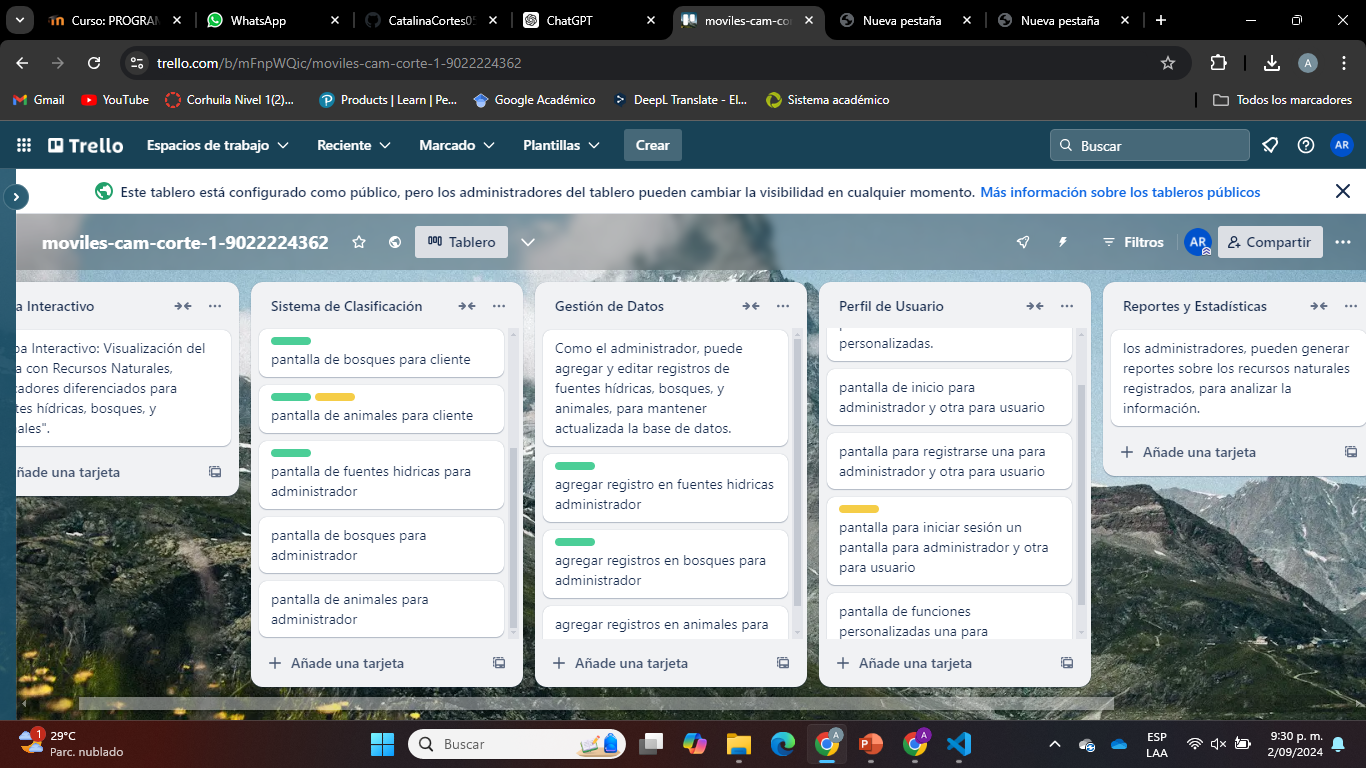 Curso: PROGRAM
WhatsApp
CatalinaCortes05
ChatGPT
moviles-cam-co
Nueva pestaña
Nueva pestaña
trello.com/b/mFnpWQic/moviles-cam-corte-1-9022224362
A
Gmail
YouTube
Corhuila Nivel 1(2)...
Products | Learn | Pe...
Google Académico
DeepL Translate - El...
Sistema académico
Todos los marcadores
Trello
Espacios de trabajo
Reciente
Marcado
Plantillas
Crear
Buscar
AR
Este tablero está configurado como público, pero los administradores del tablero pueden cambiar la visibilidad en cualquier momento. Más información sobre los tableros públicos
moviles-cam-corte-1-9022224362
Tablero
Filtros
AR
Compartir
a Interactivo
pa Interactivo: Visualización del
a con Recursos Naturales,
cadores diferenciados para
tes hídricas, bosques, y
ales".
ñade una tarjeta
Sistema de Clasificación
pantalla de bosques para cliente
pantalla de animales para cliente
pantalla de fuentes hidricas para
administrador
pantalla de bosques para
administrador
pantalla de animales para
administrador
Añade una tarjeta
Gestión de Datos
Como el administrador, puede
agregar y editar registros de
fuentes hídricas, bosques, y
animales, para mantener
actualizada la base de datos.
agregar registro en fuentes hidricas
administrador
agregar registros en bosques para
administrador
agregar registros en animales para
Añade una tarjeta
Perfil de Usuario
personalizadas.
pantalla de inicio para
administrador y otra para usuario
pantalla para registrarse una para
administrador y otra para usuario
pantalla para iniciar sesión un
pantalla para administrador y otra
para usuario
pantalla de funciones
personalizadas una para
Añade una tarjeta
Reportes y Estadísticas
los administradores, pueden generar
reportes sobre los recursos naturales
registrados, para analizar la
información.
Añade una tarjeta
1
29°C
Parc. nublado
Buscar
A
A
ESP
LAA
9:30 p. m.
2/09/2024